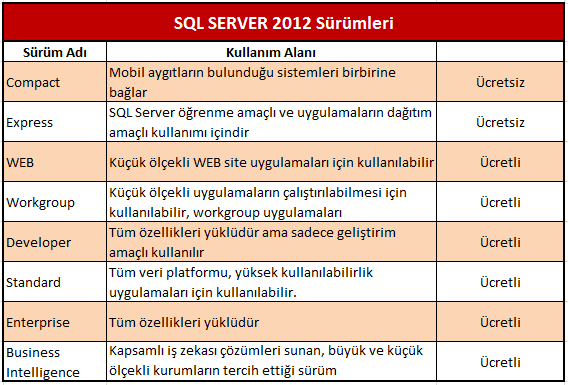 SQL SERVER 2012 Sürümleri
Sürüm Adı Kullanım Alanı
Compact Mobil aygıtların bulunduğu sistemleri birbirine
bağlar Ücretsiz
Express SQL Server öğrenme amaçlı ve uygulamaların dağıtım
amaçlı kullanımı içindir Ücretsiz
WEB Küçük ölçekli WEB site uygulamaları için kullanılabilir Ücretli
Workgroup Küçük ölçekli uygulamaların çalıştırılabilmesi için
kullanılabilir, workgroup uygulamaları Ücretli
Developer Tüm özellikleri yüklüdür ama sadece geliştirim
amaçlı kullanılır Ücretli
Standard Tüm veri platformu, yüksek kullanılabilirlik
uygulamaları için kullanılabilir. Ücretli
Enterprise Tüm özellikleri yüklüdür Ücretli
Business Kapsamlı iş zekası çözümleri sunan, büyük ve küçük
Intelligence ölçekli kurumların tercih ettiği sürüm Ücretli